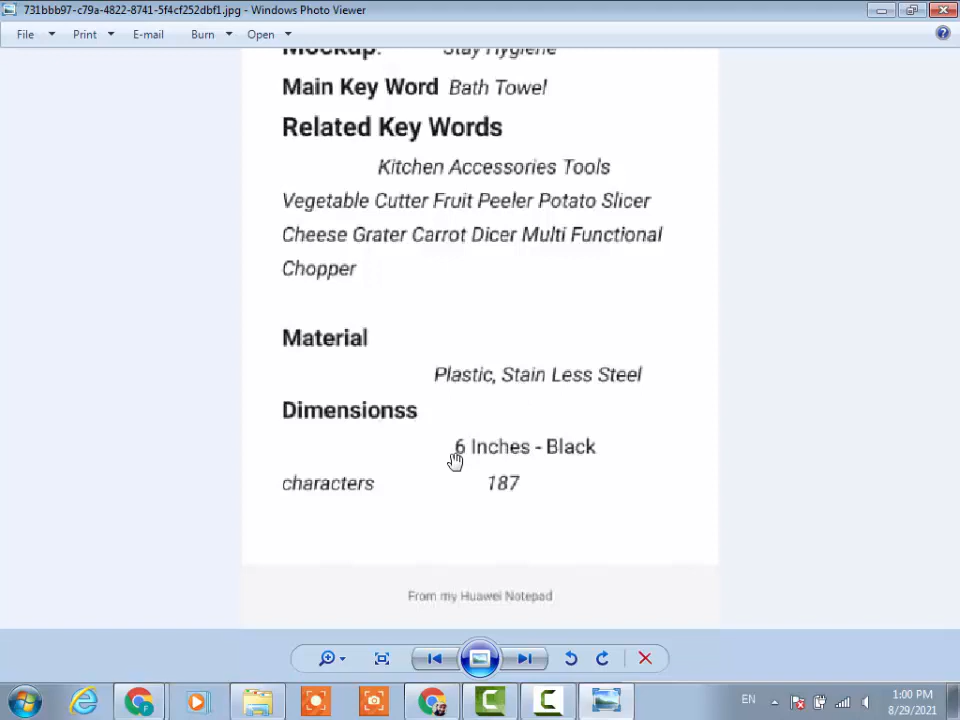 731bbb97-c79a-4822-8741-5f4cf252dbf1.jpg - Windows Photo Viewer
File Print E-mail Burn Open
Mockup: Stay Hygiene
Main Key Word Bath Towel
Related Key Words
Kitchen Accessories Tools
Vegetable Cutter Fruit Peeler Potato Slicer
Cheese Grater Carrot Dicer Multi Functional
Chopper
Material
Plastic, Stain Less Steel
Dimensionss
6 Inches - Black
characters 187
From my Huawei Notepad
EN
1:00 PM
8/29/2021